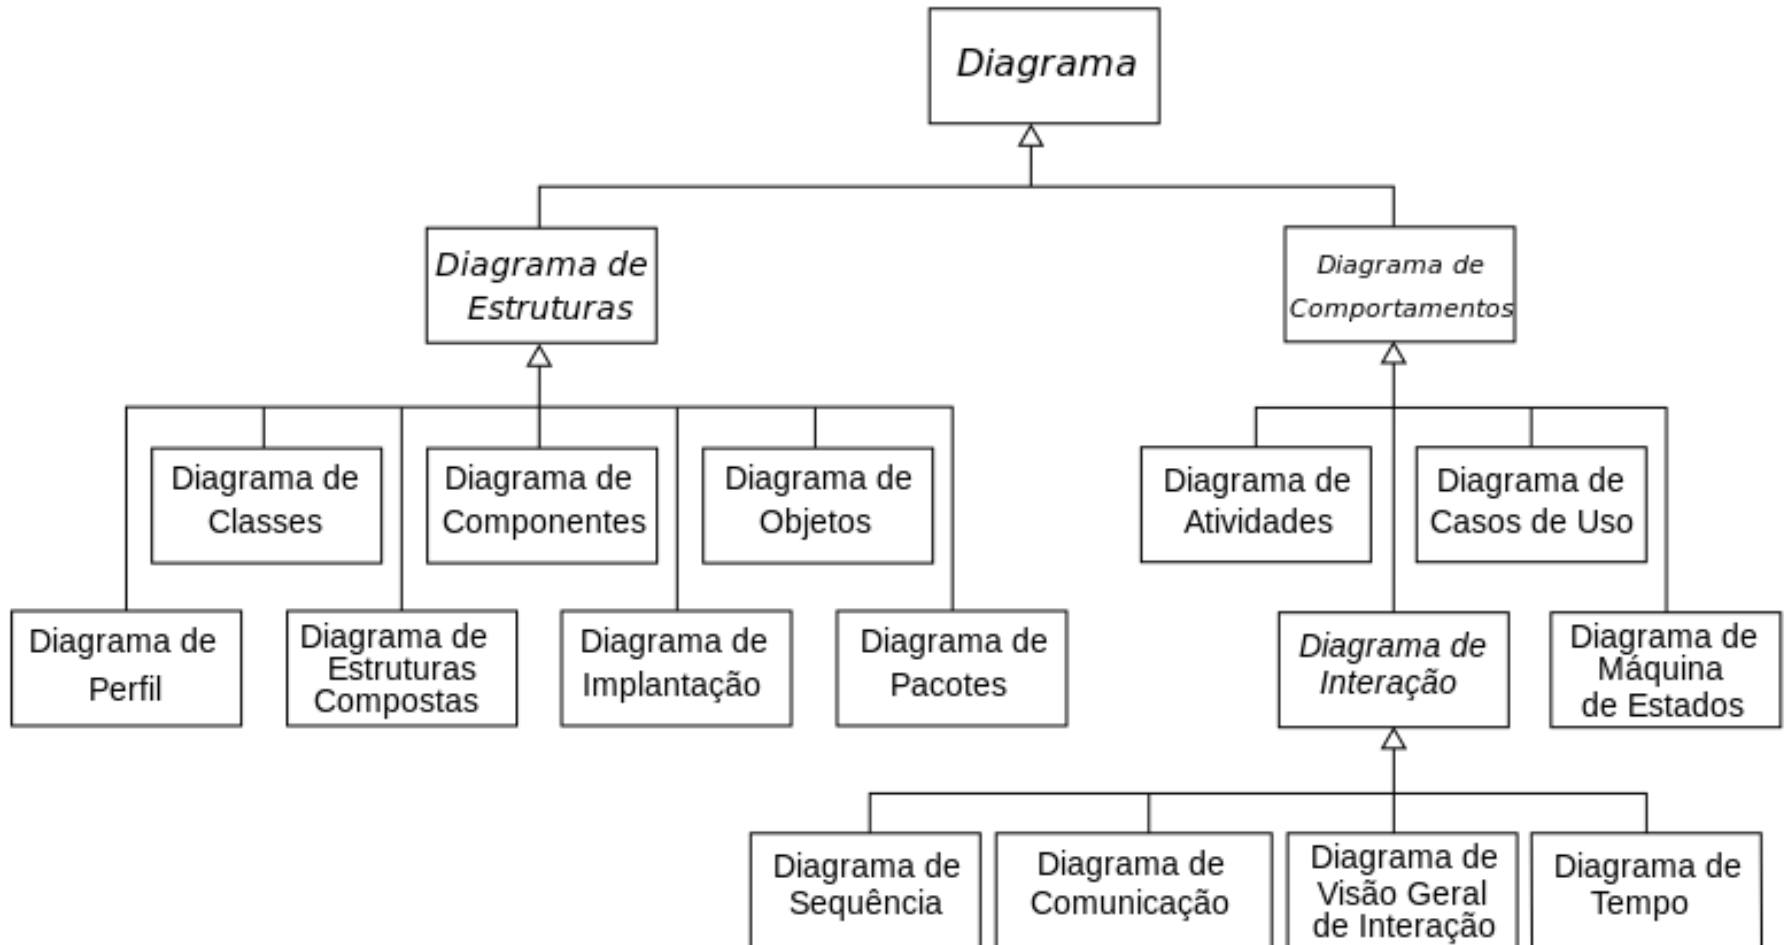 Diagrama
Diagrama de
Estruturas
Diagrama de
Comportamentos
Diagrama de
Classes
Diagrama de
Componentes
Diagrama de
Objetos
Diagrama de
Atividades
Diagrama de
Casos de Uso
Diagrama de
Perfil
Diagrama de
Estruturas
Compostas
Diagrama de
Implantação
Diagrama de
Pacotes
Diagrama de
Interação
Diagrama de
Máquina
de Estados
Diagrama de
Sequência
Diagrama de
Comunicação
Diagrama de
Visão Geral
de Interação
Diagrama de
Tempo